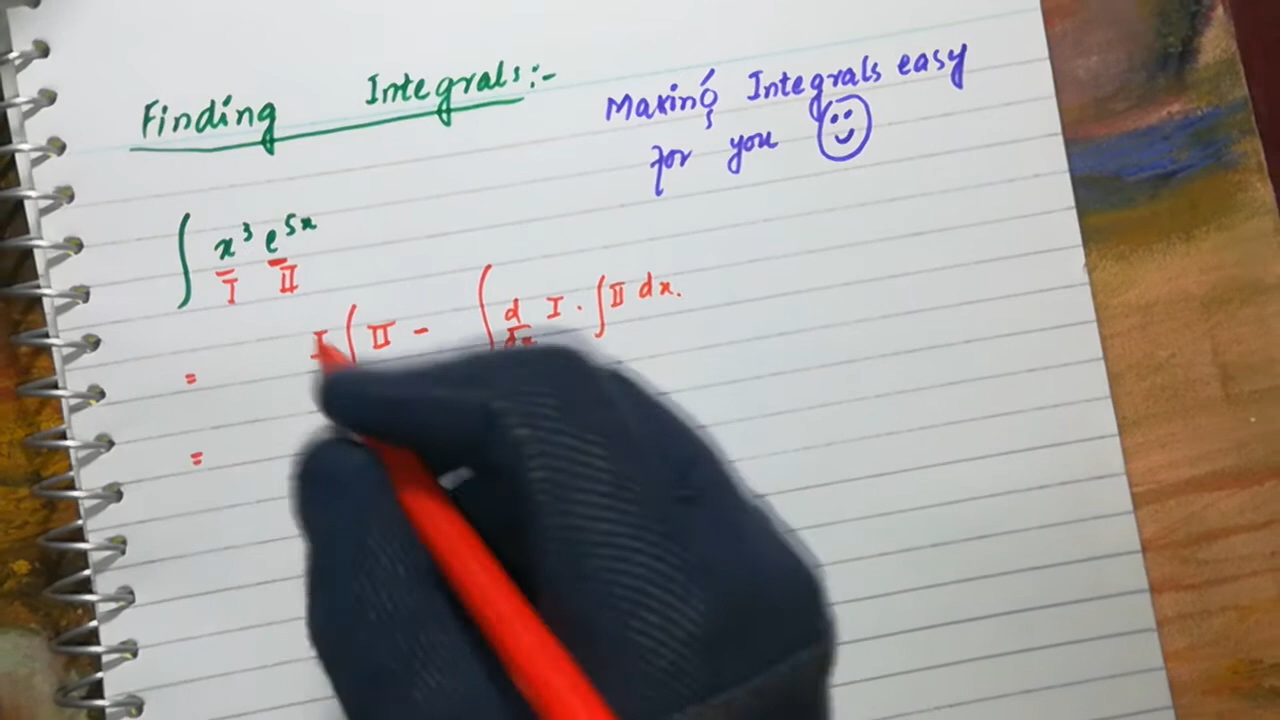 Finding Integrals:-
Making Integrals easy
for you
∫ x³ e⁵ˣ
I II
= I ∫ II - ∫ d/dx I . ∫ II dx.
=